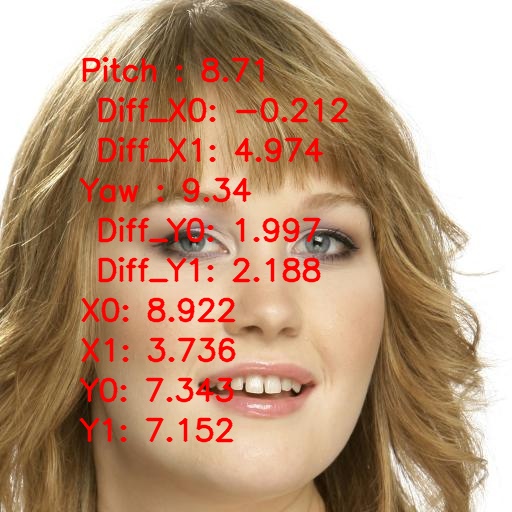 Pitch : 8.71
Diff_X0: -0.212
Diff_X1: 4.974
Yaw : 9.34
Diff_Y0: 1.997
Diff_Y1: 2.188
X0: 8.922
X1: 3.736
Y0: 7.343
Y1: 7.152